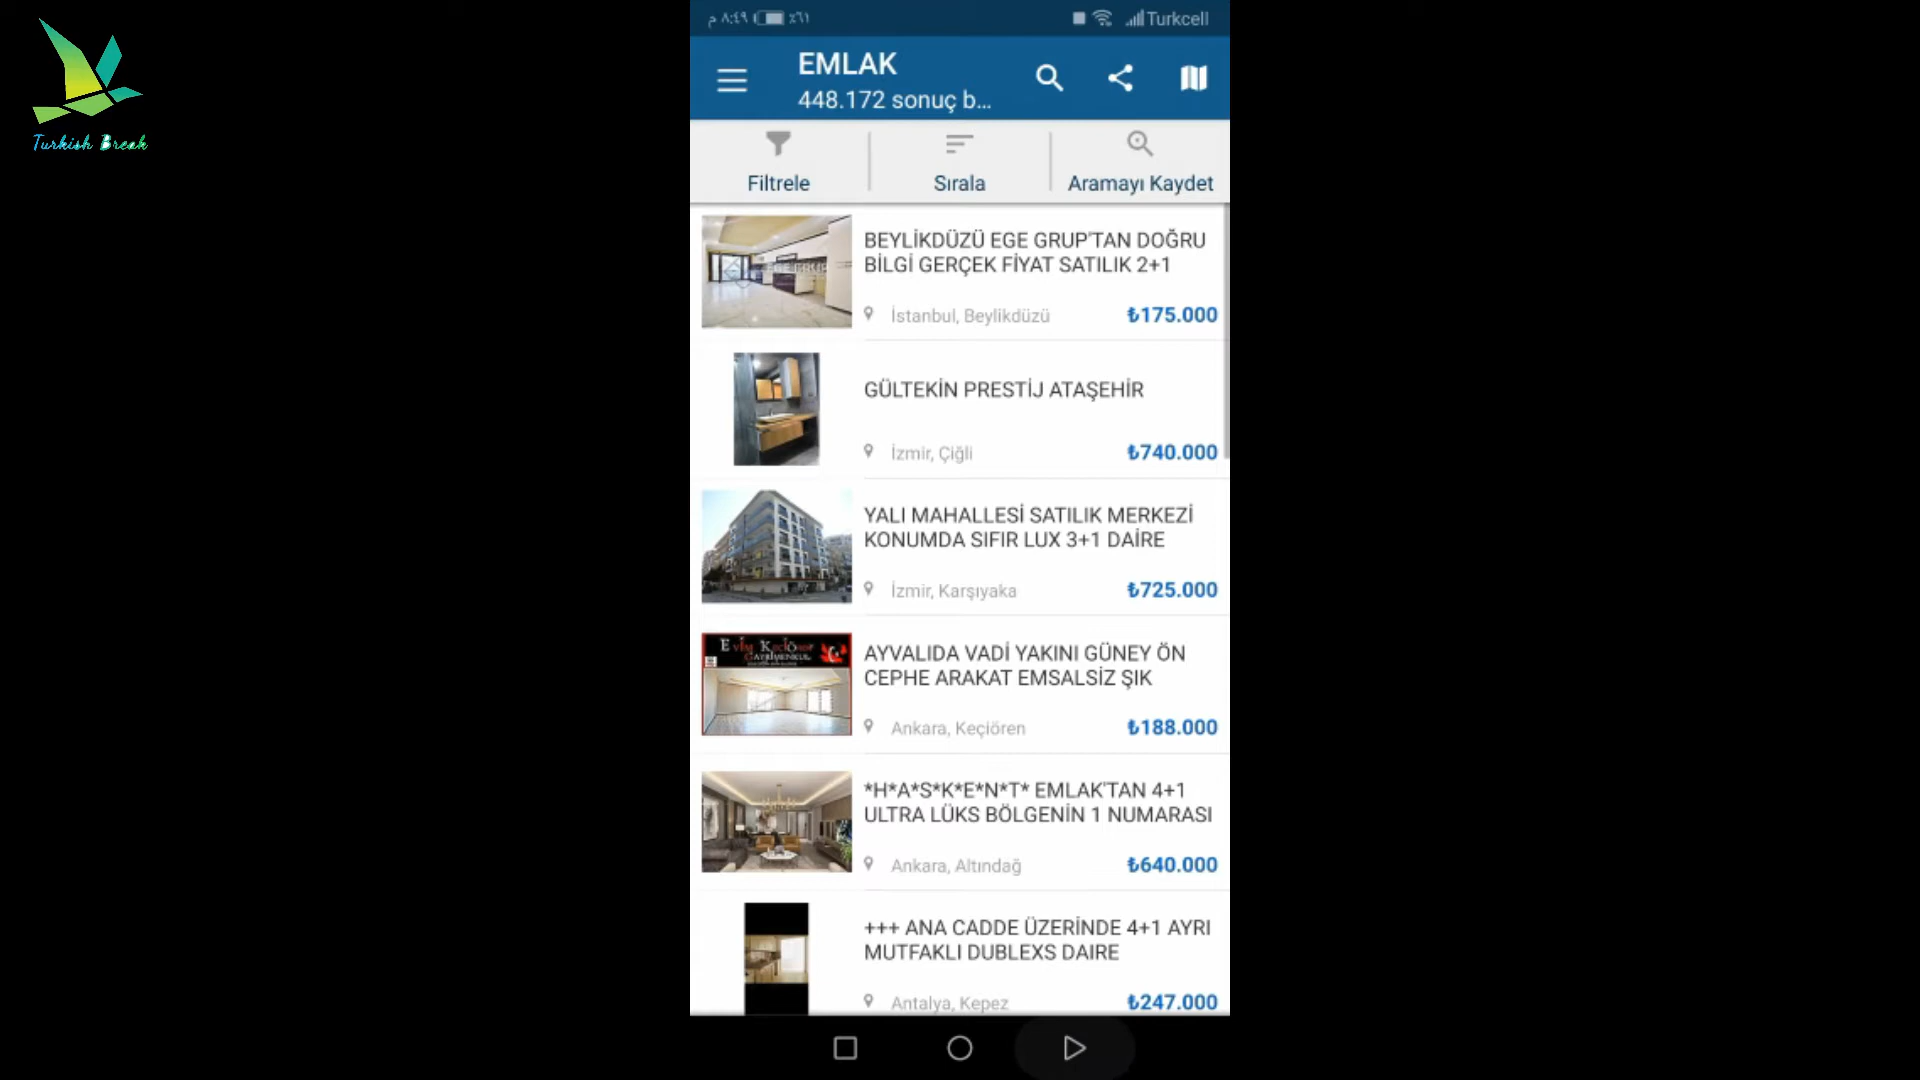 Turkish Break
م ٨:٤٩ ٪٦١
Turkcell
EMLAK
448.172 sonuç b...
Filtrele
Sırala
Aramayı Kaydet
BEYLİKDÜZÜ EGE GRUP'TAN DOĞRU
BİLGİ GERÇEK FİYAT SATILIK 2+1
İstanbul, Beylikdüzü
₺175.000
GÜLTEKİN PRESTİJ ATAŞEHİR
İzmir, Çiğli
₺740.000
YALI MAHALLESİ SATILIK MERKEZİ
KONUMDA SIFIR LUX 3+1 DAİRE
İzmir, Karşıyaka
₺725.000
AYVALIDA VADİ YAKINI GÜNEY ÖN
CEPHE ARAKAT EMSALSİZ ŞIK
Ankara, Keçiören
₺188.000
*H*A*S*K*E*N*T* EMLAK'TAN 4+1
ULTRA LÜKS BÖLGENİN 1 NUMARASI
Ankara, Altındağ
₺640.000
+++ ANA CADDE ÜZERİNDE 4+1 AYRI
MUTFAKLI DUBLEXS DAIRE
Antalya, Kepez
₺247.000